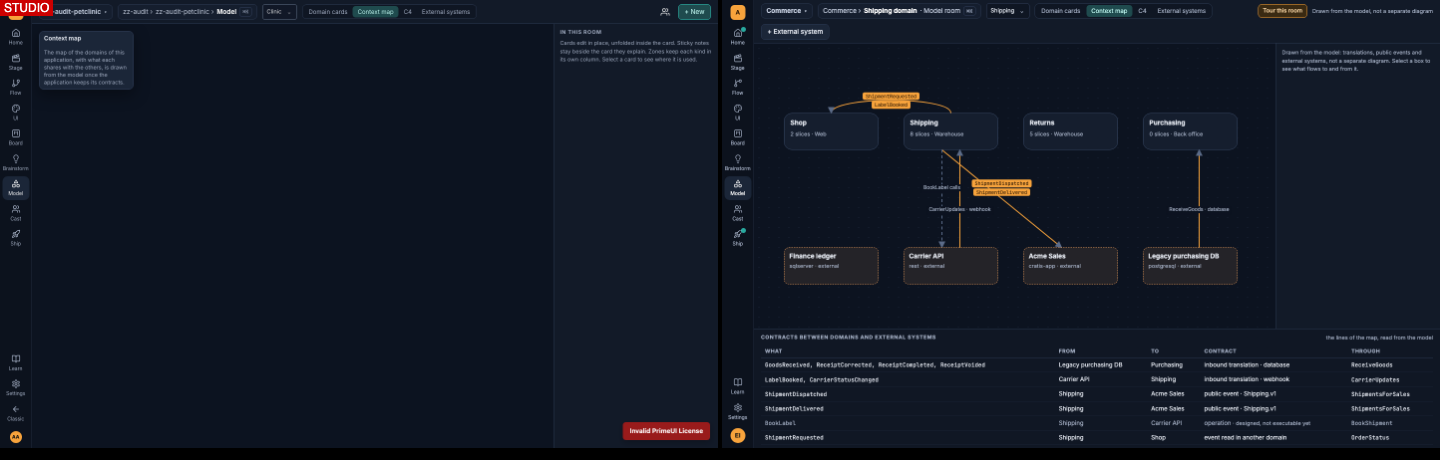 STUDIO
-audit-petclinic
zz-audit › zz-audit-petclinic › Model
Clinic
Domain cards
Context map
C4
External systems
+ New
Home
Stage
Flow
UI
Board
Brainstorm
Model
Cast
Ship
Learn
Settings
Classic
AA
Context map
The map of the domains of this
application, with what each
shares with the others, is drawn
from the model once the
application keeps its contracts.
IN THIS ROOM
Cards edit in place, unfolded inside the card. Sticky notes
stay beside the card they explain. Zones keep each kind in
its own column. Select a card to see where it is used.
Invalid PrimeUI License
A
Commerce
Commerce › Shipping domain · Model room
Shipping
Domain cards
Context map
C4
External systems
Tour this room
Drawn from the model, not a separate diagram
+ External system
Home
Stage
Flow
UI
Board
Brainstorm
Model
Cast
Ship
Learn
Settings
EI
Drawn from the model: translations, public events and
external systems, not a separate diagram. Select a box to
see what flows to and from it.
ShipmentRequested
LabelBooked
Shop
2 slices · Web
Shipping
8 slices · Warehouse
Returns
5 slices · Warehouse
Purchasing
0 slices · Back office
BookLabel · calls
ShipmentDispatched
ShipmentDelivered
CarrierUpdates · webhook
ReceiveGoods · database
Finance ledger
sqlserver · external
Carrier API
rest · external
Acme Sales
cratis-app · external
Legacy purchasing DB
postgresql · external
CONTRACTS BETWEEN DOMAINS AND EXTERNAL SYSTEMS
the lines of the map, read from the model
WHAT FROM TO CONTRACT THROUGH
GoodsReceived, ReceiptCorrected, ReceiptCompleted, ReceiptVoided Legacy purchasing DB Purchasing inbound translation · database ReceiveGoods
LabelBooked, CarrierStatusChanged Carrier API Shipping inbound translation · webhook CarrierUpdates
ShipmentDispatched Shipping Acme Sales public event · Shipping.v1 ShipmentsForSales
ShipmentDelivered Shipping Acme Sales public event · Shipping.v1 ShipmentsForSales
BookLabel Shipping Carrier API operation · designed, not executable yet BookShipment
ShipmentRequested Shipping Shop event read in another domain OrderStatus